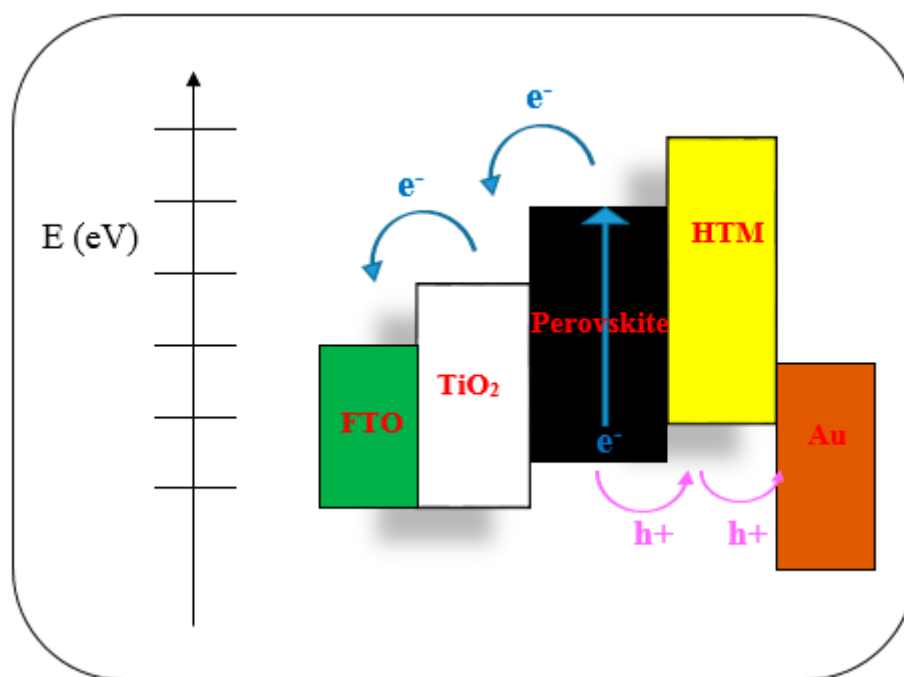 e⁻
e⁻
E (eV)
HTM
Perovskite
TiO₂
FTO
Au
e⁻
h+
h+